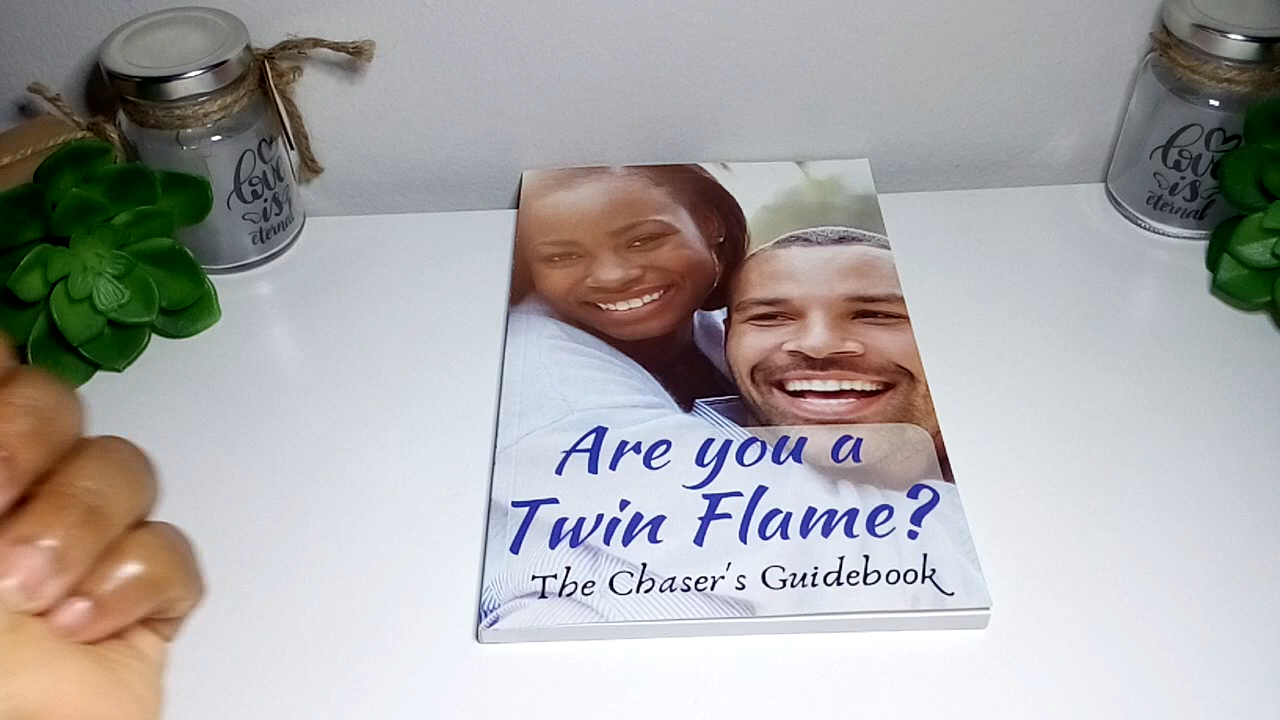 love
is
eternal
love
is
eternal
Are you a
Twin Flame?
The Chaser's Guidebook